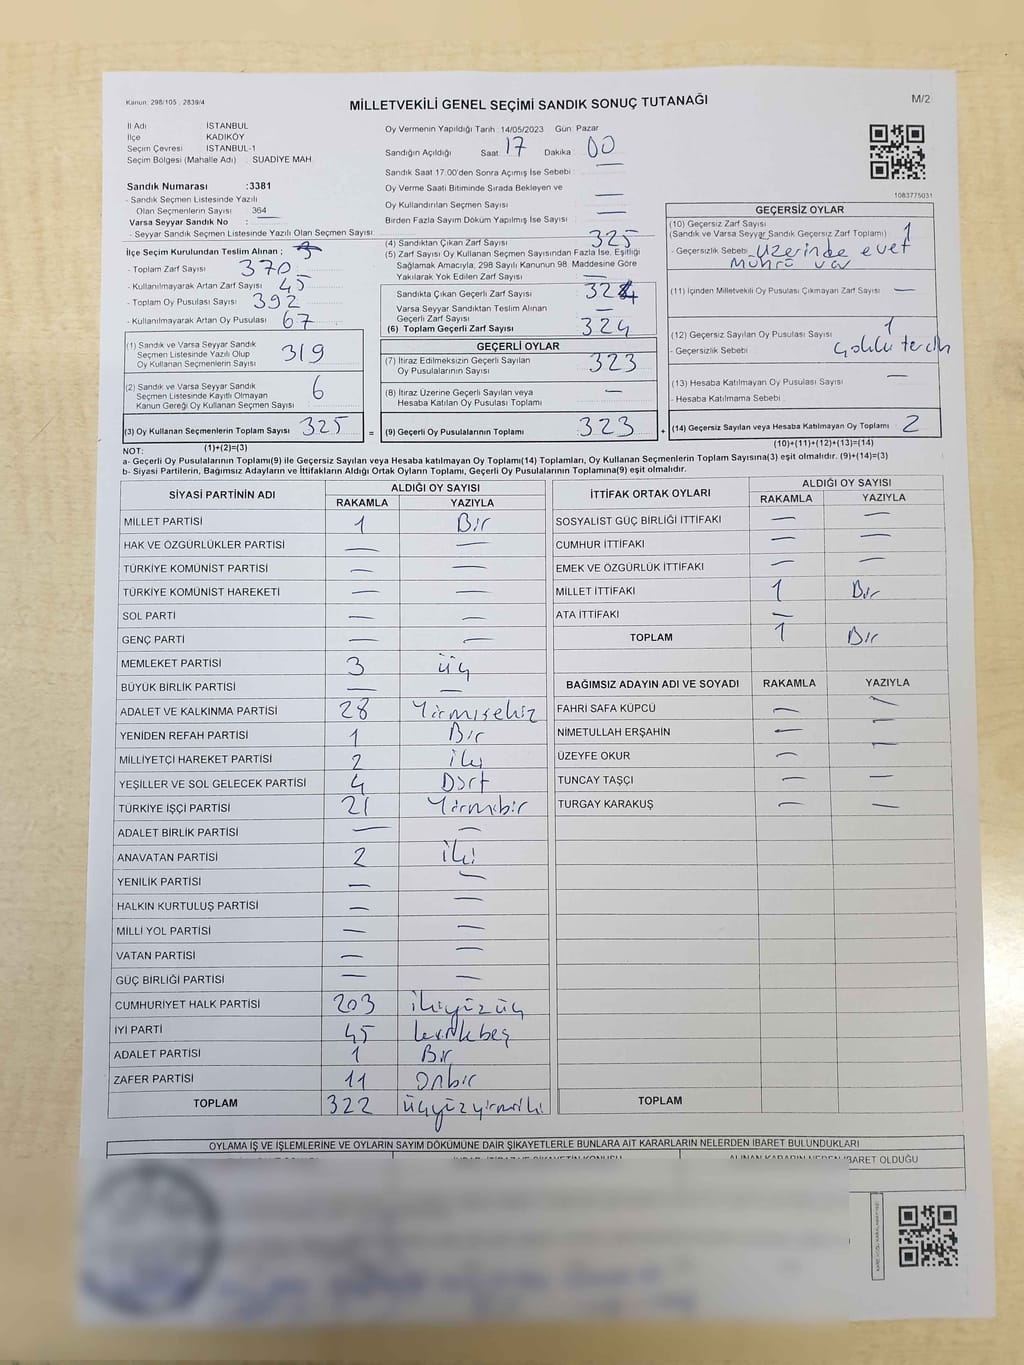 Kanun: 298/105 , 2839/4
MİLLETVEKİLİ GENEL SEÇİMİ SANDIK SONUÇ TUTANAĞI
M/2
İl Adı İSTANBUL
İlçe KADIKÖY
Seçim Çevresi İSTANBUL-1
Seçim Bölgesi (Mahalle Adı) : SUADİYE MAH.
Oy Vermenin Yapıldığı Tarih :14/05/2023 Gün: Pazar
Sandığın Açıldığı Saat : 17 Dakika : 00
Sandık Saat 17:00'den Sonra Açımış İse Sebebi : —
Oy Verme Saati Bitiminde Sırada Bekleyen ve
Oy Kullandırılan Seçmen Sayısı : —
Birden Fazla Sayım Döküm Yapılmış İse Sayısı : —
1083775031
Sandık Numarası :3381
- Sandık Seçmen Listesinde Yazılı
Olan Seçmenlerin Sayısı : 364
Varsa Seyyar Sandık No : —
- Seyyar Sandık Seçmen Listesinde Yazılı Olan Seçmen Sayısı:
İlçe Seçim Kurulundan Teslim Alınan ;
- Toplam Zarf Sayısı 370
- Kullanılmayarak Artan Zarf Sayısı : 45
- Toplam Oy Pusulası Sayısı : 392
- Kullanılmayarak Artan Oy Pusulası : 67
(1) Sandık ve Varsa Seyyar Sandık
Seçmen Listesinde Yazılı Olup
Oy Kullanan Seçmenlerin Sayısı : 319
(2) Sandık ve Varsa Seyyar Sandık
Seçmen Listesinde Kayıtlı Olmayan
Kanun Gereği Oy Kullanan Seçmen Sayısı : 6
(3) Oy Kullanan Seçmenlerin Toplam Sayısı : 325
(1)+(2)=(3)
(4) Sandıktan Çıkan Zarf Sayısı 325
(5) Zarf Sayısı Oy Kullanan Seçmen Sayısından Fazla İse, Eşitliği
Sağlamak Amacıyla, 298 Sayılı Kanunun 98. Maddesine Göre
Yakılarak Yok Edilen Zarf Sayısı : —
Sandıkta Çıkan Geçerli Zarf Sayısı : 324
Varsa Seyyar Sandıktan Teslim Alınan
Geçerli Zarf Sayısı : —
(6) Toplam Geçerli Zarf Sayısı : 324
GEÇERLİ OYLAR
(7) İtiraz Edilmeksizin Geçerli Sayılan
Oy Pusulalarının Sayısı : 323
(8) İtiraz Üzerine Geçerli Sayılan veya
Hesaba Katılan Oy Pusulası Toplamı : —
= (9) Geçerli Oy Pusulalarının Toplamı : 323
GEÇERSİZ OYLAR
(10) Geçersiz Zarf Sayısı
(Sandık ve Varsa Seyyar Sandık Geçersiz Zarf Toplamı) : 1
- Geçersizlik Sebebi : Üzerinde evet
mührü var
(11) İçinden Milletvekili Oy Pusulası Çıkmayan Zarf Sayısı : —
(12) Geçersiz Sayılan Oy Pusulası Sayısı : 1
- Geçersizlik Sebebi : Çoklu tercih
(13) Hesaba Katılmayan Oy Pusulası Sayısı : —
- Hesaba Katılmama Sebebi :
+ (14) Geçersiz Sayılan veya Hesaba Katılmayan Oy Toplamı : 2
(10)+(11)+(12)+(13)=(14)
NOT:
a- Geçerli Oy Pusulalarının Toplamı(9) ile Geçersiz Sayılan veya Hesaba katılmayan Oy Toplamı(14) Toplamları, Oy Kullanan Seçmenlerin Toplam Sayısına(3) eşit olmalıdır. (9)+(14)=(3)
b- Siyasi Partilerin, Bağımsız Adayların ve İttifakların Aldığı Ortak Oyların Toplamı, Geçerli Oy Pusulalarının Toplamına(9) eşit olmalıdır.
SİYASİ PARTİNİN ADI ALDIĞI OY SAYISI
RAKAMLA YAZIYLA
MİLLET PARTİSİ 1 Bir
HAK VE ÖZGÜRLÜKLER PARTİSİ — —
TÜRKİYE KOMÜNİST PARTİSİ — —
TÜRKİYE KOMÜNİST HAREKETİ — —
SOL PARTİ — —
GENÇ PARTİ — —
MEMLEKET PARTİSİ 3 üç
BÜYÜK BİRLİK PARTİSİ — —
ADALET VE KALKINMA PARTİSİ 28 Yirmisekiz
YENİDEN REFAH PARTİSİ 1 Bir
MİLLİYETÇİ HAREKET PARTİSİ 2 iki
YEŞİLLER VE SOL GELECEK PARTİSİ 4 Dört
TÜRKİYE İŞÇİ PARTİSİ 21 Yirmibir
ADALET BİRLİK PARTİSİ — —
ANAVATAN PARTİSİ 2 iki
YENİLİK PARTİSİ — —
HALKIN KURTULUŞ PARTİSİ — —
MİLLİ YOL PARTİSİ — —
VATAN PARTİSİ — —
GÜÇ BİRLİĞİ PARTİSİ — —
CUMHURİYET HALK PARTİSİ 203 ikiyüzüç
İYİ PARTİ 45 kırkbeş
ADALET PARTİSİ 1 Bir
ZAFER PARTİSİ 11 Onbir
TOPLAM 322 üçyüzyirmiiki
İTTİFAK ORTAK OYLARI ALDIĞI OY SAYISI
RAKAMLA YAZIYLA
SOSYALİST GÜÇ BİRLİĞİ İTTİFAKI — —
CUMHUR İTTİFAKI — —
EMEK VE ÖZGÜRLÜK İTTİFAKI — —
MİLLET İTTİFAKI 1 Bir
ATA İTTİFAKI —
TOPLAM 1 Bir
BAĞIMSIZ ADAYIN ADI VE SOYADI RAKAMLA YAZIYLA
FAHRİ SAFA KÜPCÜ — —
NİMETULLAH ERŞAHİN — —
ÜZEYFE OKUR — —
TUNCAY TAŞÇI — —
TURGAY KARAKUŞ — —
TOPLAM
OYLAMA İŞ VE İŞLEMLERİNE VE OYLARIN SAYIM DÖKÜMÜNE DAİR ŞİKAYETLERLE BUNLARA AİT KARARLARIN NELERDEN İBARET BULUNDUKLARI